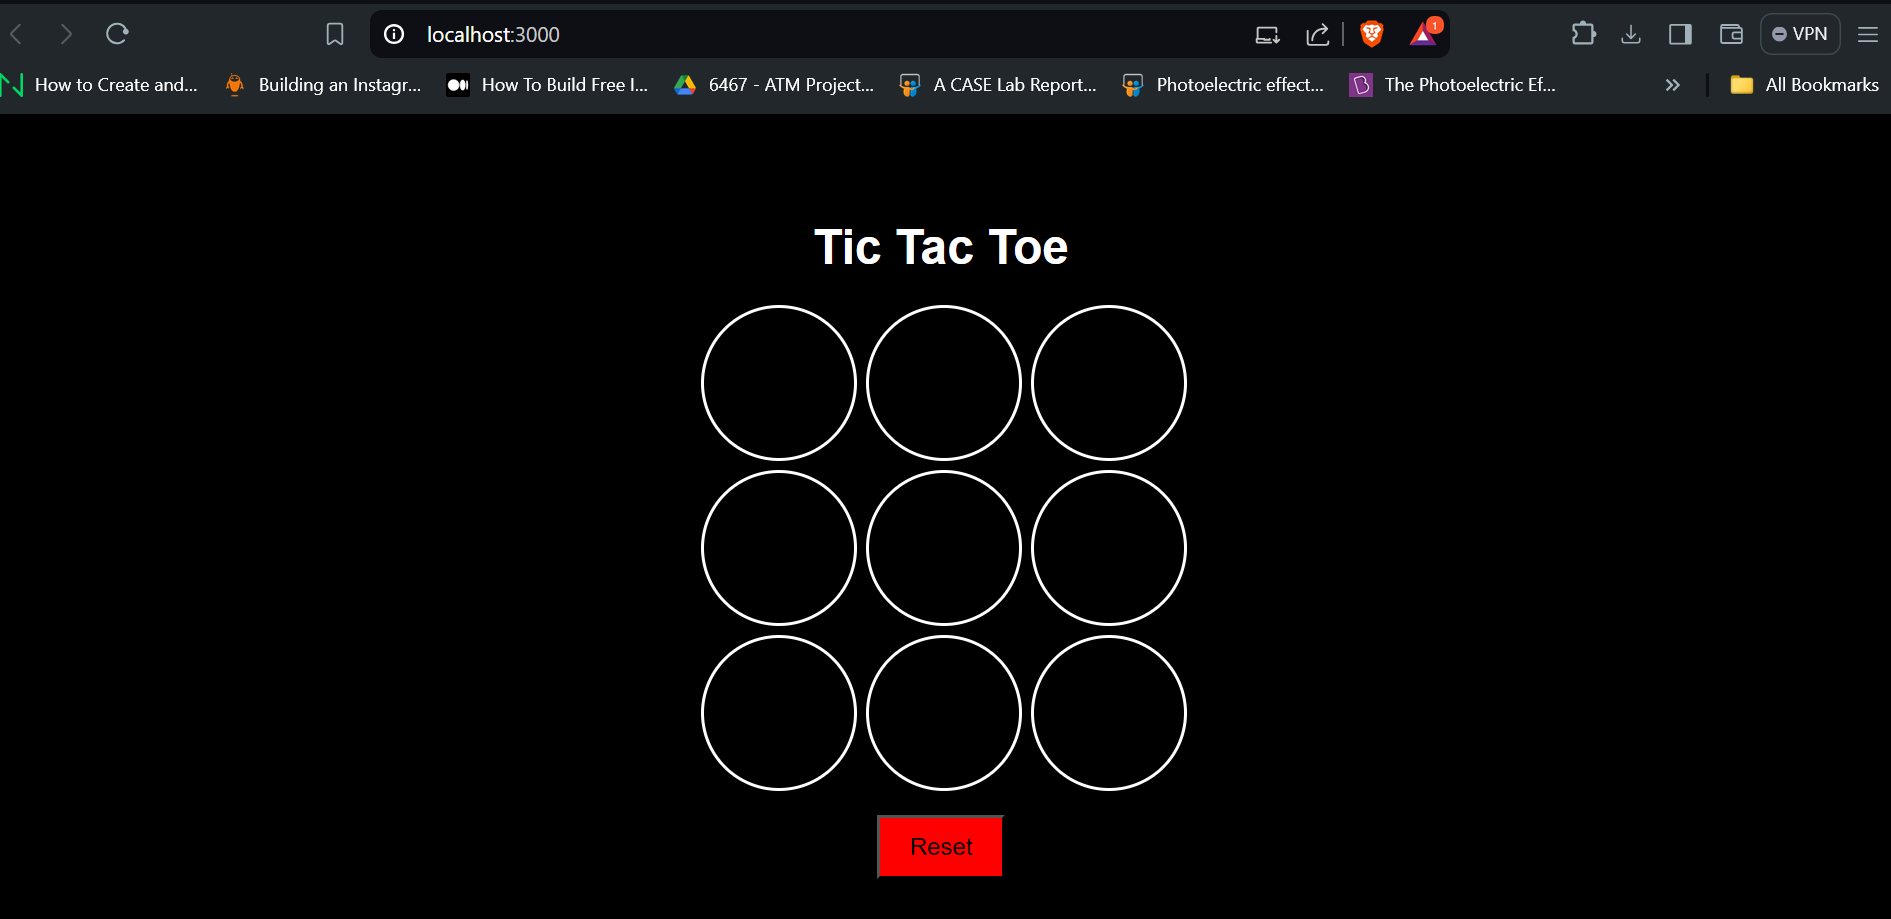 localhost:3000
1
VPN
How to Create and...
Building an Instagr...
How To Build Free I...
6467 - ATM Project...
A CASE Lab Report...
Photoelectric effect...
The Photoelectric Ef...
All Bookmarks
Tic Tac Toe
Reset